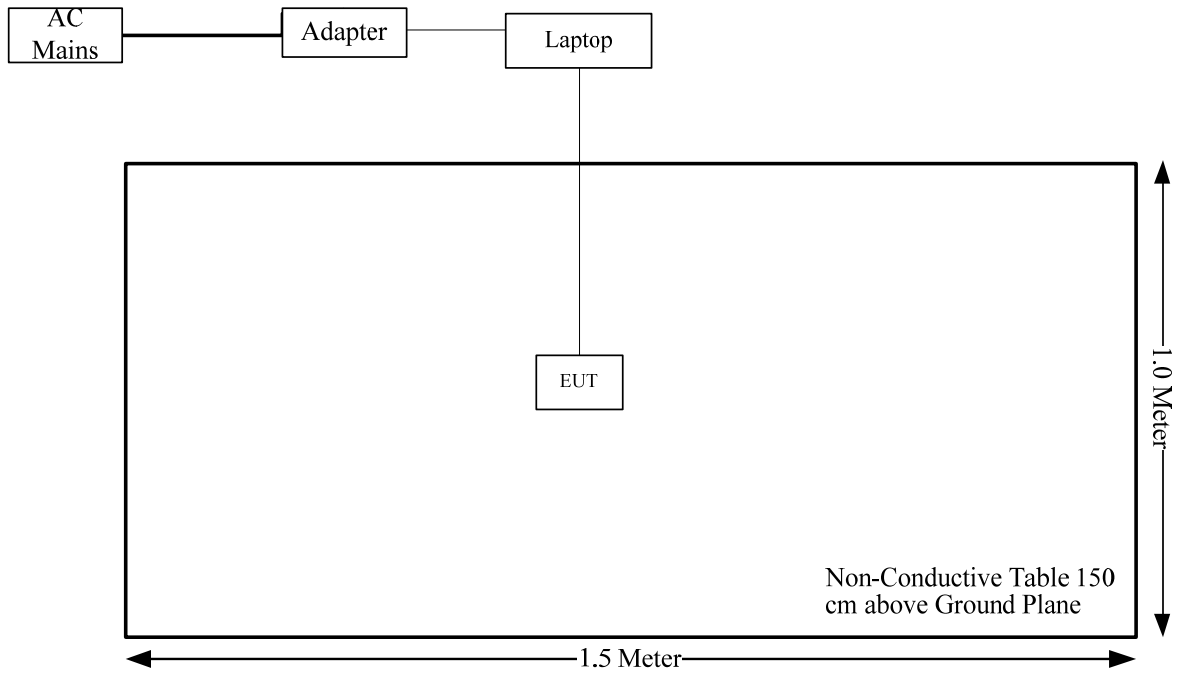 AC
Mains
Adapter
Laptop
EUT
1.0 Meter
Non-Conductive Table 150
cm above Ground Plane
1.5 Meter